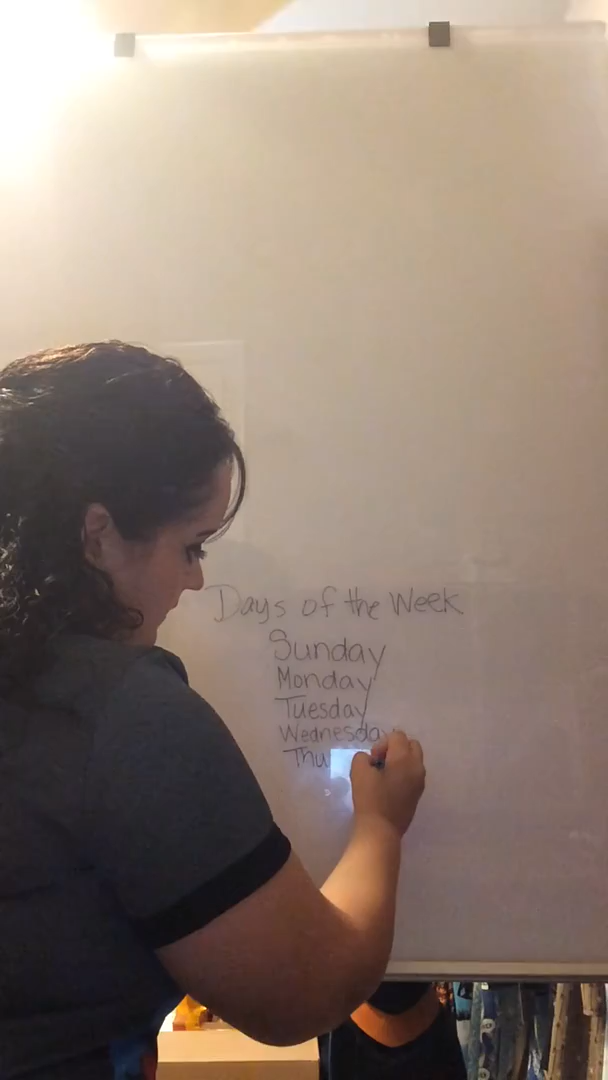 Days of the Week
Sunday
Monday
Tuesday
Wednesday
Thu